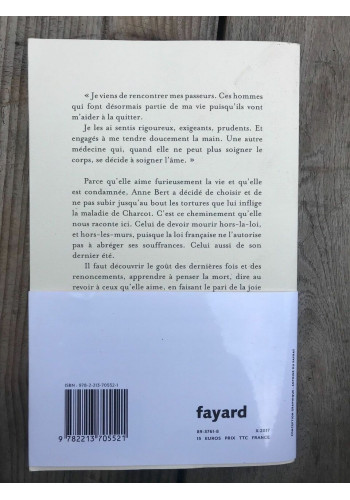 « Je viens de rencontrer mes passeurs. Ces hommes
qui font désormais partie de ma vie puisqu'ils vont
m'aider à la quitter.
Je les ai sentis rigoureux, exigeants, prudents. Et
engagés à me tendre doucement la main. Une autre
médecine qui, quand elle ne peut plus soigner le
corps, se décide à soigner l'âme. »
Parce qu'elle aime furieusement la vie et qu'elle
est condamnée, Anne Bert a décidé de choisir et de
ne pas subir jusqu'au bout les tortures que lui inflige
la maladie de Charcot. C'est ce cheminement qu'elle
nous raconte ici. Celui de devoir mourir hors-la-loi,
et hors-les-murs, puisque la loi française ne l'autorise
pas à abréger ses souffrances. Celui aussi de son
dernier été.
Il faut découvrir le goût des dernières fois et des
renoncements, apprendre à penser la mort, dire au
revoir à ceux qu'elle aime, en faisant le pari de la joie
ISBN : 978-2-213-70552-1
9 782213 705521
fayard
89-8761-8 X-2017
15 EUROS PRIX TTC FRANCE